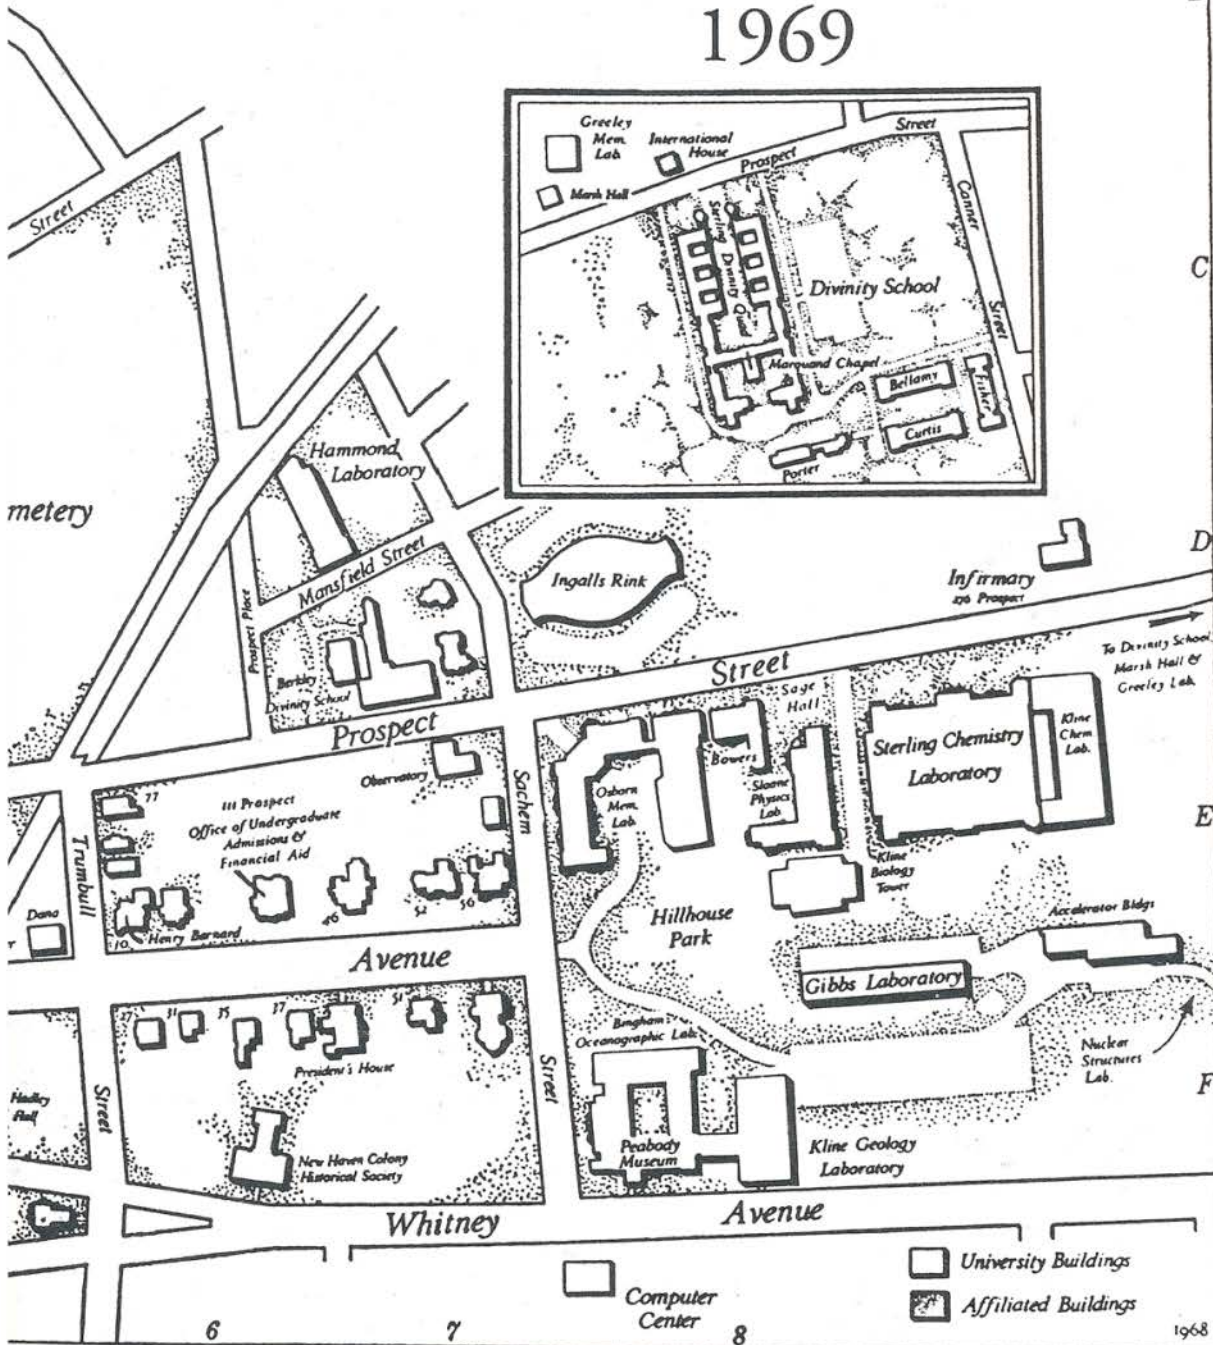 1969
Greeley
Mem.
Lab.
International
House
Marsh Hall
Prospect
Street
Canner
Street
Sterling Divinity Quad
Divinity School
Marquand Chapel
Bellamy
Fisher
Curtis
Porter
C
Street
metery
Hammond
Laboratory
Mansfield Street
Prospect Place
Berkley
Divinity School
Ingalls Rink
Infirmary
276 Prospect
D
To Divinity School
Marsh Hall &
Greeley Lab.
Prospect
Street
Sage
Hall
Observatory
Sachem
Street
Osborn
Mem.
Lab.
Bowers
Sloane
Physics
Lab.
Sterling Chemistry
Laboratory
Kline
Chem
Lab.
E
77
111 Prospect
Office of Undergraduate
Admissions &
Financial Aid
Trumbull
Street
Kline
Biology
Tower
Dana
10
Henry Barnard
46
52
56
Hillhouse
Park
Accelerator Bldgs
Avenue
Gibbs Laboratory
27
31
35
37
51
President's House
Bingham
Oceanographic Lab.
Nuclear
Structures
Lab.
F
Hadley
Hall
New Haven Colony
Historical Society
Peabody
Museum
Kline Geology
Laboratory
Whitney
Avenue
Computer
Center
University Buildings
Affiliated Buildings
6
7
8
1968